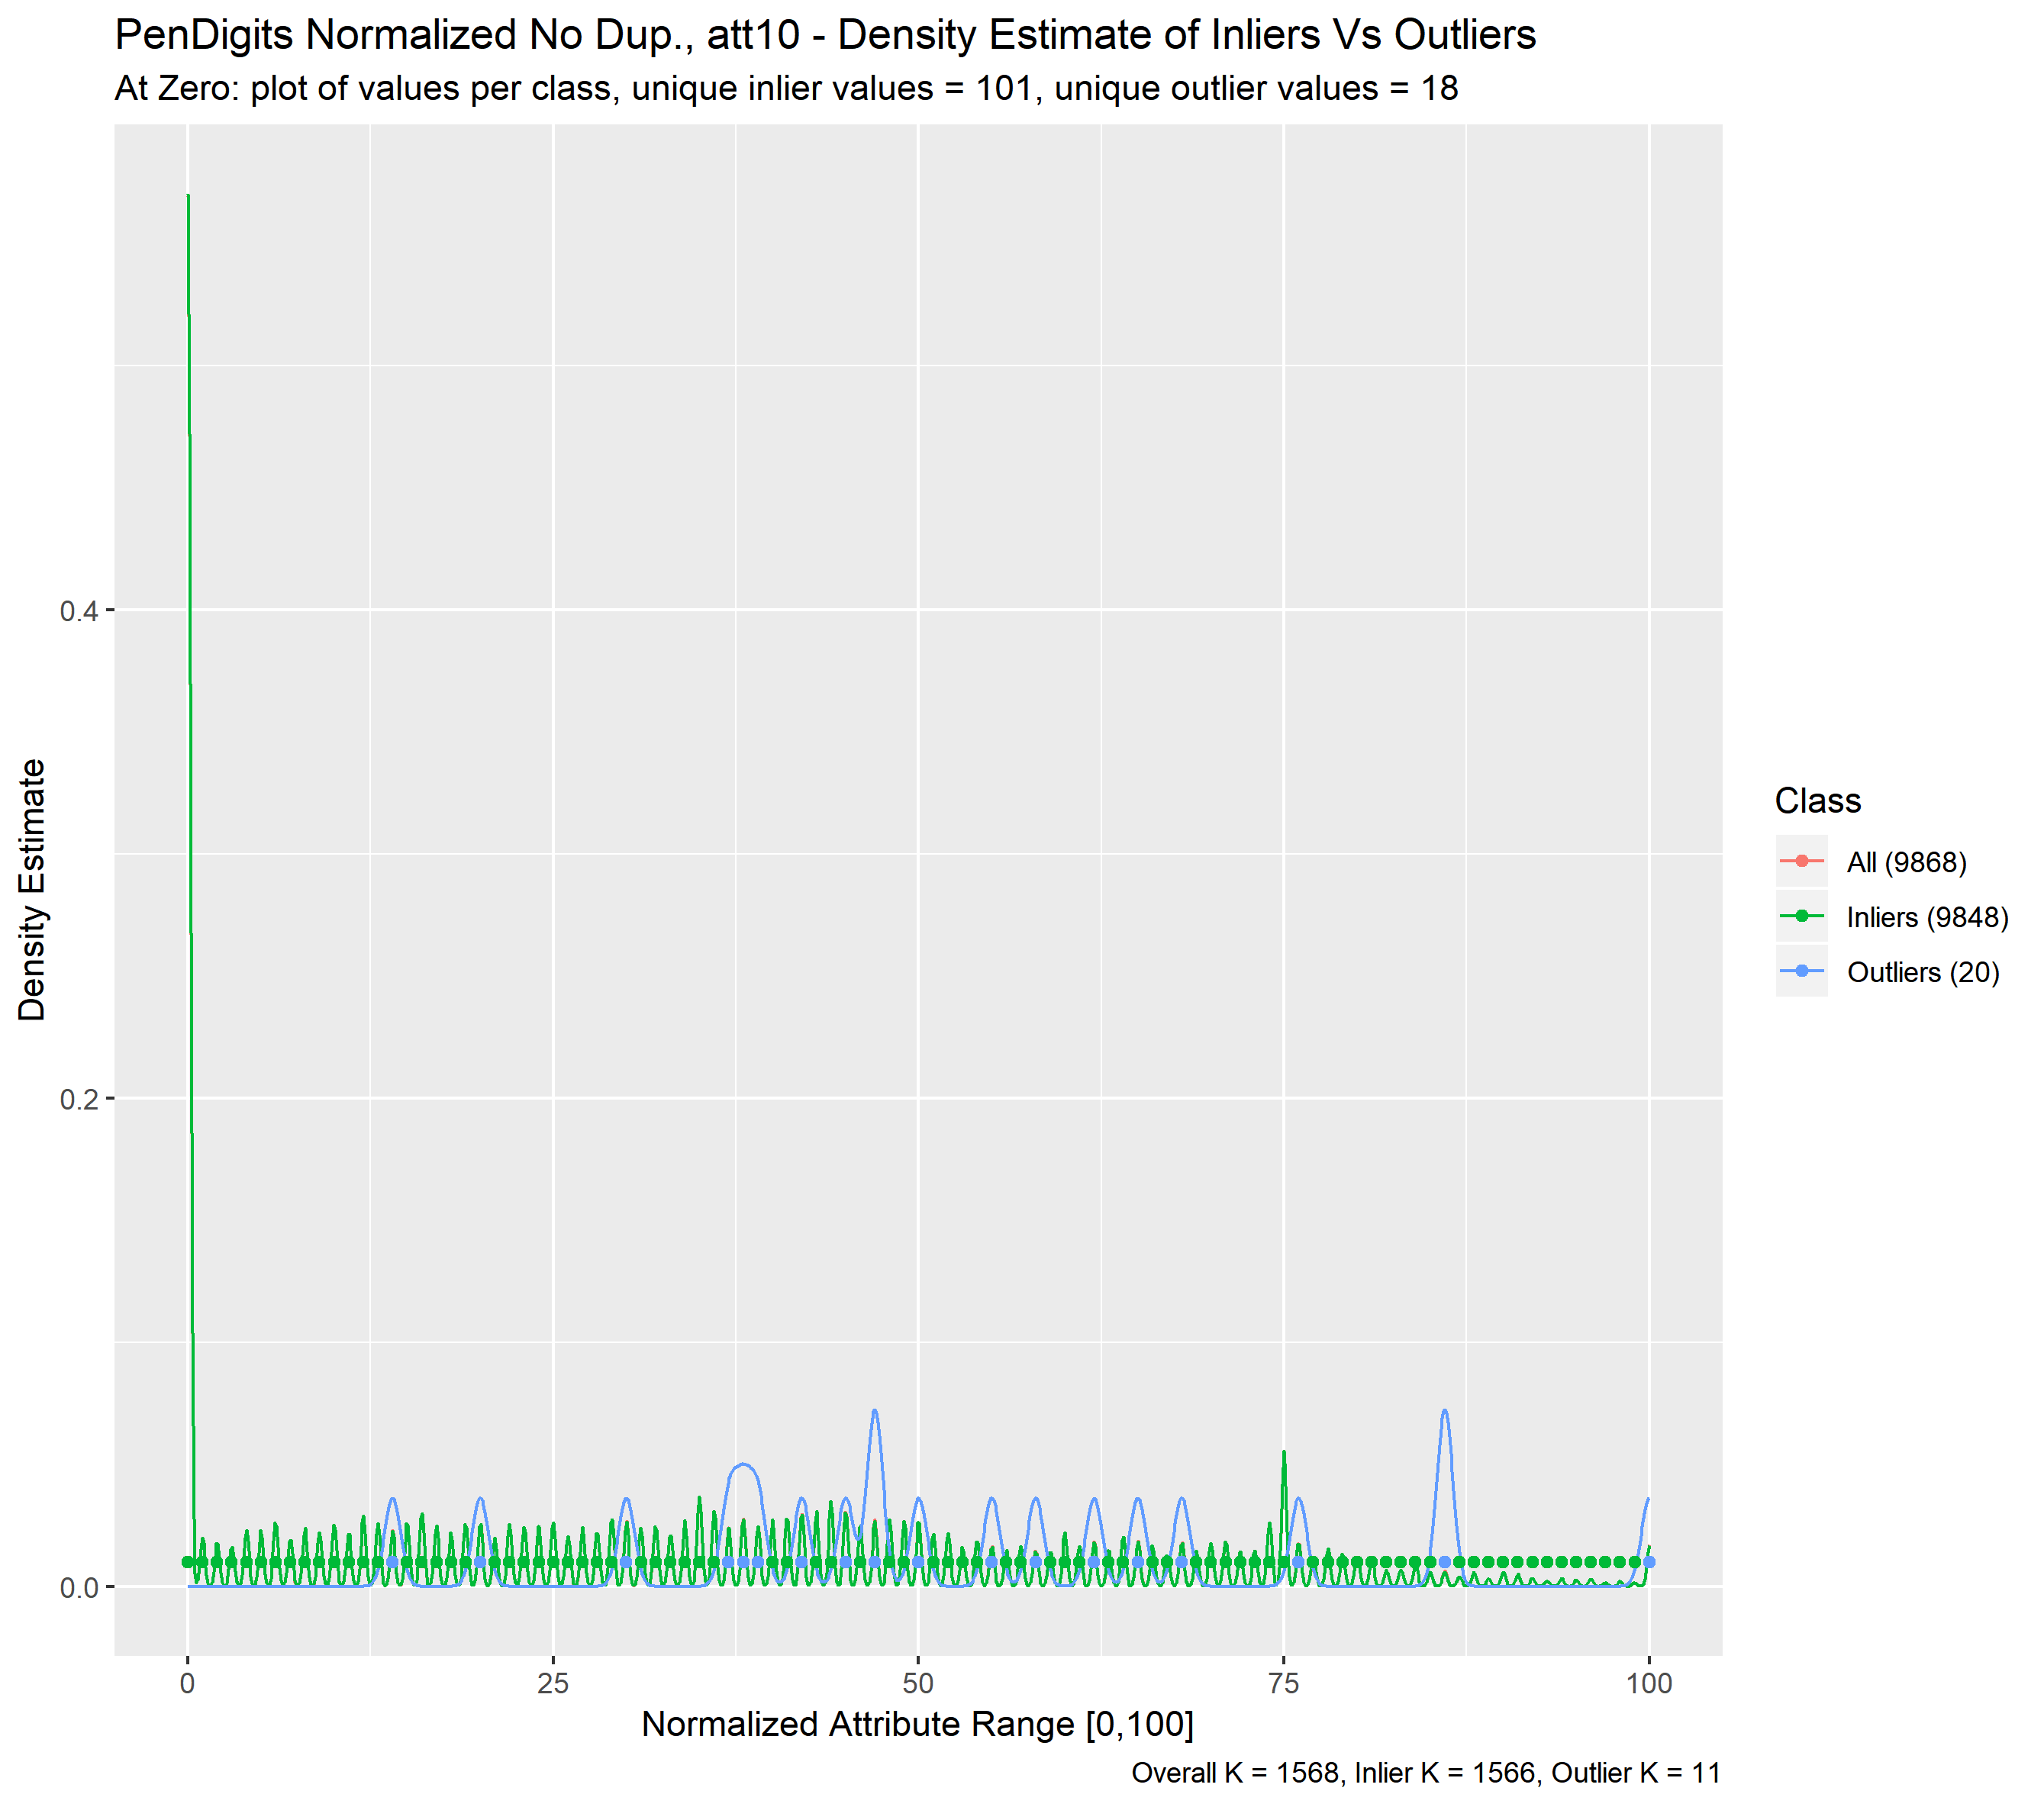 PenDigits Normalized No Dup., att10 - Density Estimate of Inliers Vs Outliers
At Zero: plot of values per class, unique inlier values = 101, unique outlier values = 18
Density Estimate
0.4
0.2
0.0
0
25
50
75
100
Normalized Attribute Range [0,100]
Overall K = 1568, Inlier K = 1566, Outlier K = 11
Class
All (9868)
Inliers (9848)
Outliers (20)